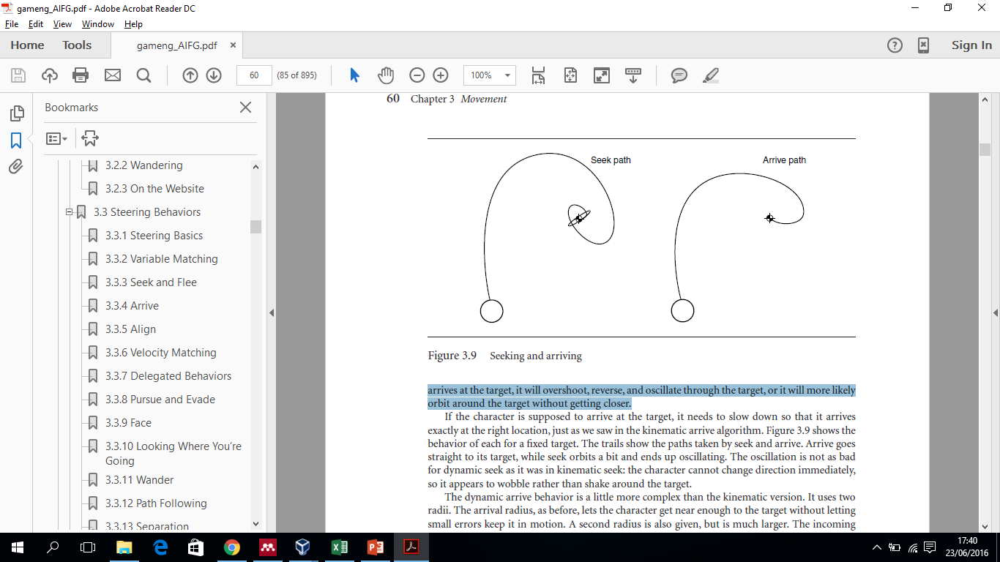 gameng_AIFG.pdf - Adobe Acrobat Reader DC
File Edit View Window Help
Home Tools gameng_AIFG.pdf × ? Sign In
60 (85 of 895) 100%
Bookmarks
3.2.2 Wandering
3.2.3 On the Website
3.3 Steering Behaviors
3.3.1 Steering Basics
3.3.2 Variable Matching
3.3.3 Seek and Flee
3.3.4 Arrive
3.3.5 Align
3.3.6 Velocity Matching
3.3.7 Delegated Behaviors
3.3.8 Pursue and Evade
3.3.9 Face
3.3.10 Looking Where You're
Going
3.3.11 Wander
3.3.12 Path Following
3.3.13 Separation
60 Chapter 3 Movement
Seek path
Arrive path
Figure 3.9 Seeking and arriving
arrives at the target, it will overshoot, reverse, and oscillate through the target, or it will more likely
orbit around the target without getting closer.
If the character is supposed to arrive at the target, it needs to slow down so that it arrives
exactly at the right location, just as we saw in the kinematic arrive algorithm. Figure 3.9 shows the
behavior of each for a fixed target. The trails show the paths taken by seek and arrive. Arrive goes
straight to its target, while seek orbits a bit and ends up oscillating. The oscillation is not as bad
for dynamic seek as it was in kinematic seek: the character cannot change direction immediately,
so it appears to wobble rather than shake around the target.
The dynamic arrive behavior is a little more complex than the kinematic version. It uses two
radii. The arrival radius, as before, lets the character get near enough to the target without letting
small errors keep it in motion. A second radius is also given, but is much larger. The incoming
17:40
23/06/2016